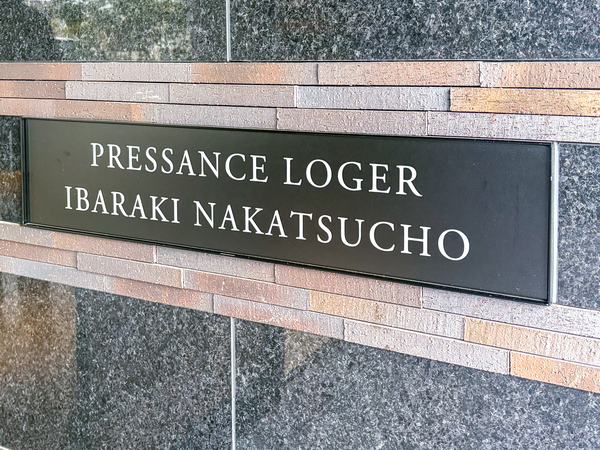 PRESSANCE LOGER
IBARAKI NAKATSUCHO